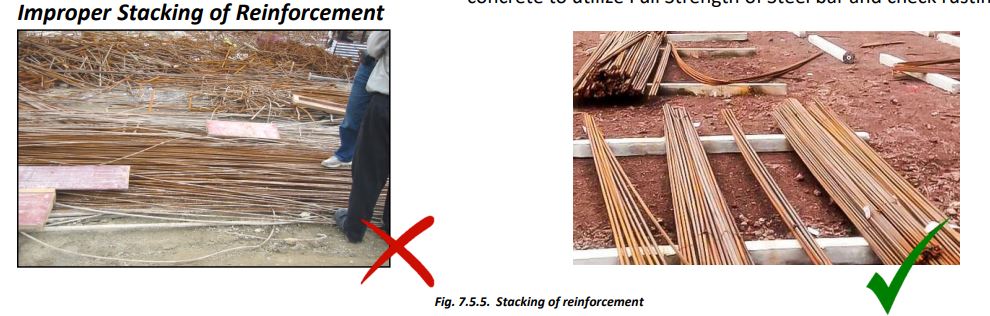 Improper Stacking of Reinforcement
concrete to utilize Full Strength of Steel bar and check rustin
Fig. 7.5.5. Stacking of reinforcement